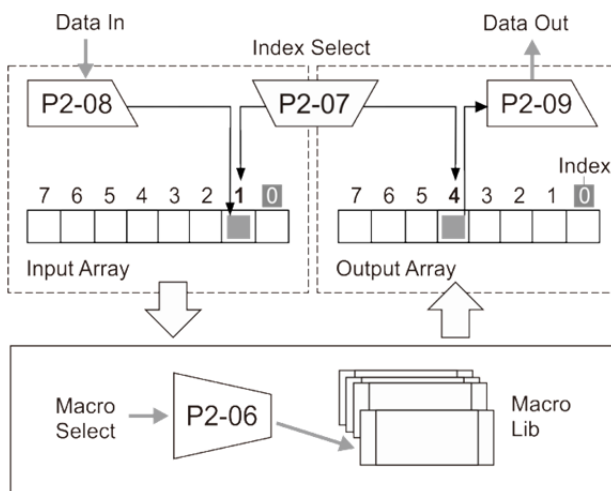 Data In
Index Select
Data Out
P2-08
P2-07
P2-09
Index
7 6 5 4 3 2 1 0
7 6 5 4 3 2 1 0
Input Array
Output Array
Macro
Select
P2-06
Macro
Lib